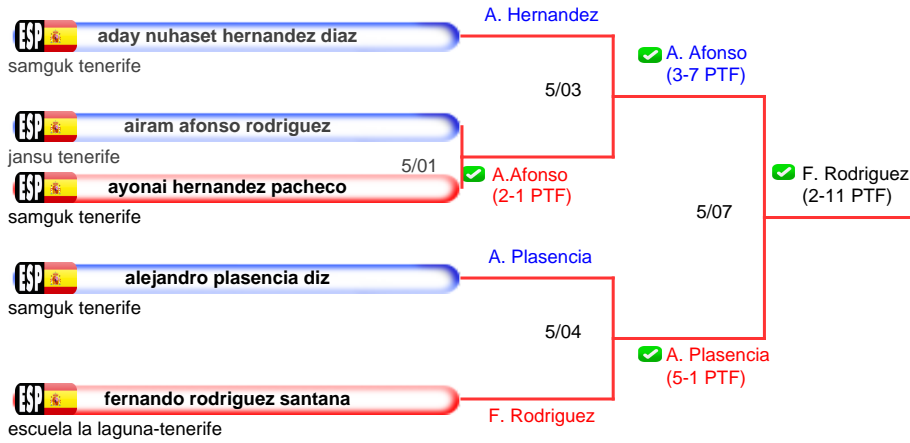 A. Hernandez
ESP aday nuhaset hernandez diaz
samguk tenerife
A. Afonso
(3-7 PTF)
5/03
ESP airam afonso rodriguez
jansu tenerife
5/01
A.Afonso
(2-1 PTF)
ESP ayonai hernandez pacheco
samguk tenerife
F. Rodriguez
(2-11 PTF)
5/07
A. Plasencia
ESP alejandro plasencia diz
samguk tenerife
5/04
A. Plasencia
(5-1 PTF)
ESP fernando rodriguez santana
F. Rodriguez
escuela la laguna-tenerife